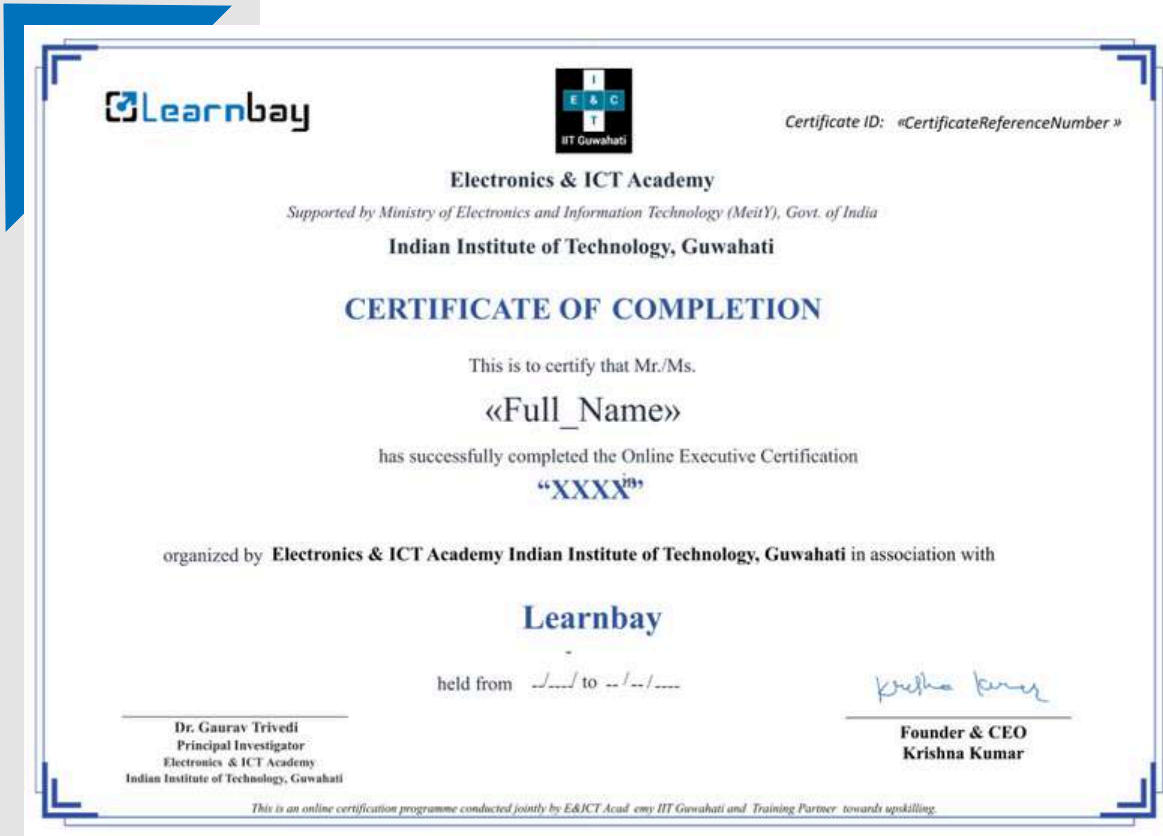 Learnbay
I
E & C
T
IIT Guwahati
Certificate ID: «CertificateReferenceNumber »
Electronics & ICT Academy
Supported by Ministry of Electronics and Information Technology (MeitY), Govt. of India
Indian Institute of Technology, Guwahati
CERTIFICATE OF COMPLETION
This is to certify that Mr./Ms.
«Full_Name»
has successfully completed the Online Executive Certification
in
“XXXX”
organized by Electronics & ICT Academy Indian Institute of Technology, Guwahati in association with
Learnbay
-
held from --/---/ to --/--/----
Krisha Kumar
Dr. Gaurav Trivedi
Principal Investigator
Electronics & ICT Academy
Indian Institute of Technology, Guwahati
Founder & CEO
Krishna Kumar
This is an online certification programme conducted jointly by E&ICT Acad emy IIT Guwahati and Training Partner towards upskilling.